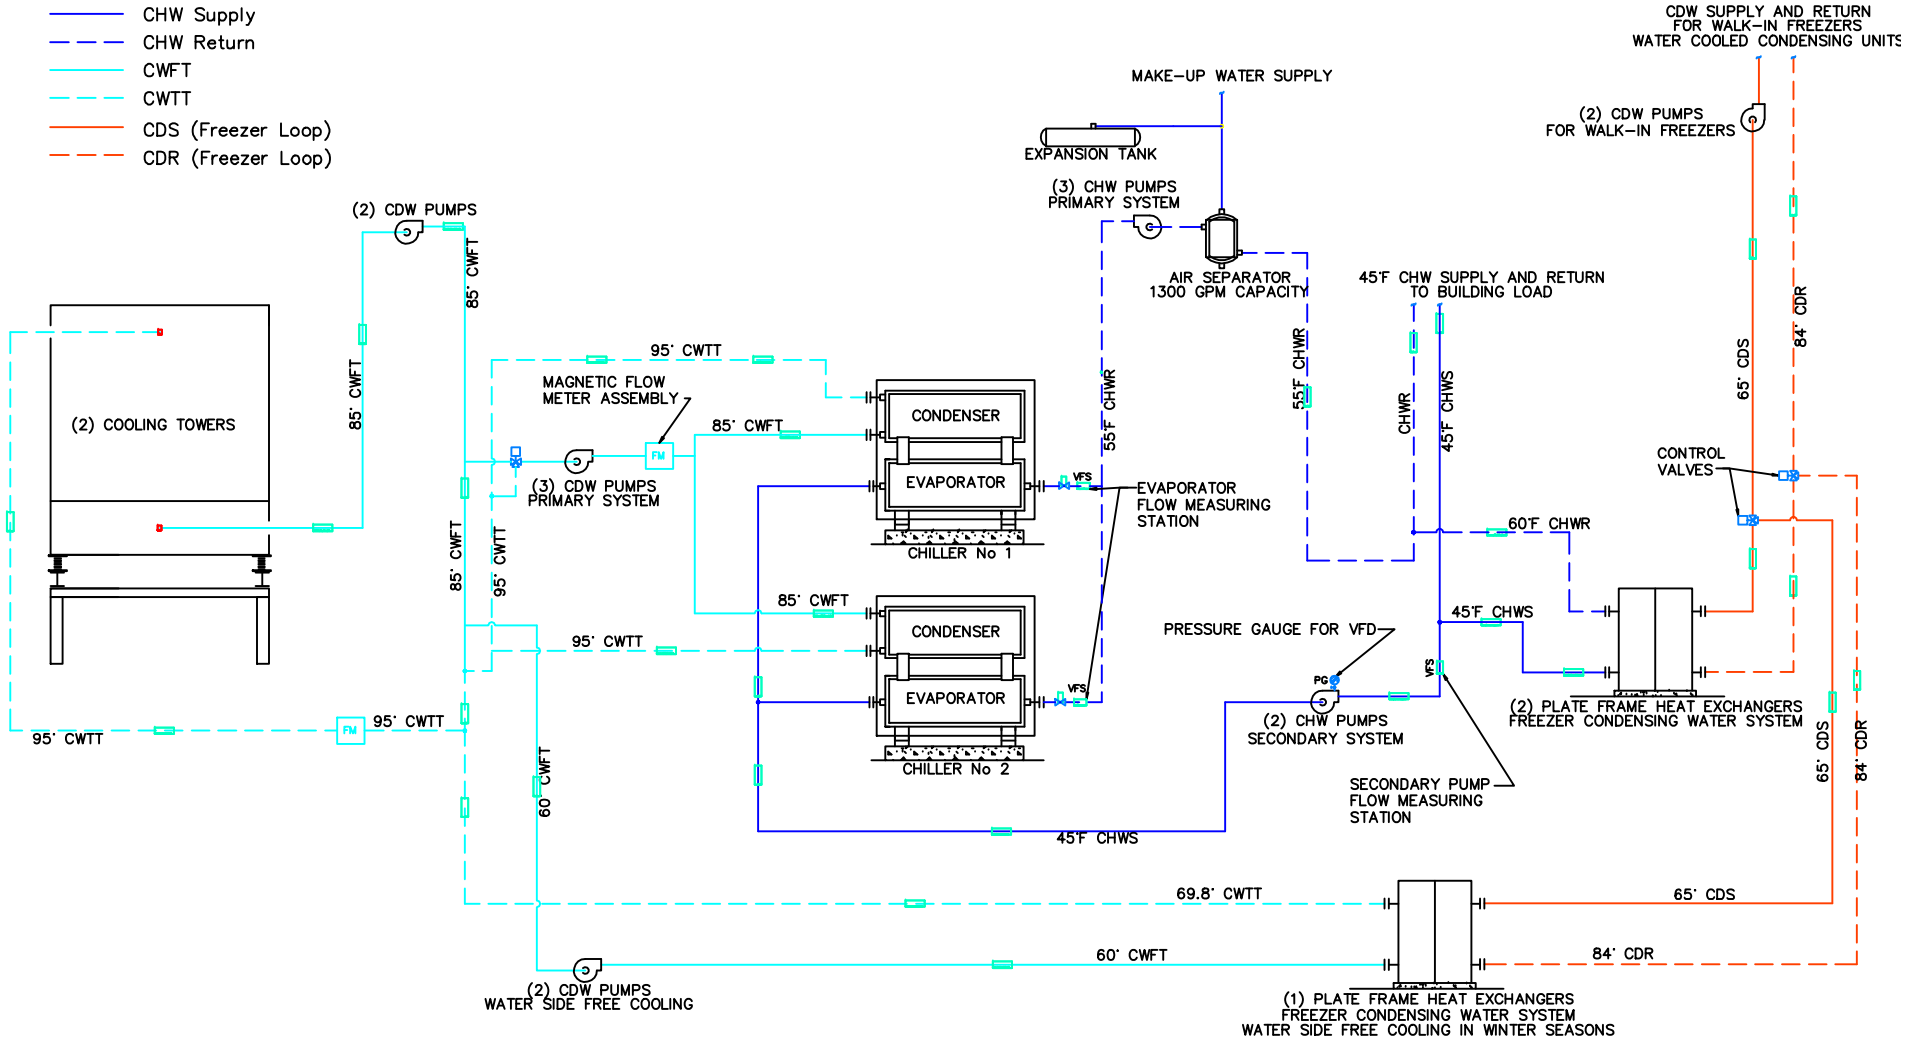 CHW Supply
CHW Return
CWFT
CWTT
CDS (Freezer Loop)
CDR (Freezer Loop)
CDW SUPPLY AND RETURN
FOR WALK-IN FREEZERS
WATER COOLED CONDENSING UNITS
MAKE-UP WATER SUPPLY
(2) CDW PUMPS
FOR WALK-IN FREEZERS
EXPANSION TANK
(3) CHW PUMPS
PRIMARY SYSTEM
(2) CDW PUMPS
85° CWFT
AIR SEPARATOR
1300 GPM CAPACITY
45°F CHW SUPPLY AND RETURN
TO BUILDING LOAD
84° CDR
65° CDS
95° CWTT
MAGNETIC FLOW
METER ASSEMBLY
85° CWFT
55°F CHWR
55°F CHWR
CHWR
45°F CHWS
(2) COOLING TOWERS
85° CWFT
CONDENSER
FM
CONTROL
VALVES
(3) CDW PUMPS
PRIMARY SYSTEM
EVAPORATOR
VFS
EVAPORATOR
FLOW MEASURING
STATION
60°F CHWR
CHILLER No 1
85° CWFT
95° CWTT
85° CWFT
CONDENSER
45°F CHWS
95° CWTT
PRESSURE GAUGE FOR VFD
VFS
PG
EVAPORATOR
VFS
(2) PLATE FRAME HEAT EXCHANGERS
FREEZER CONDENSING WATER SYSTEM
(2) CHW PUMPS
SECONDARY SYSTEM
95° CWTT
FM
95° CWTT
CHILLER No 2
60° CWFT
65° CDS
84° CDR
SECONDARY PUMP
FLOW MEASURING
STATION
45°F CHWS
69.8° CWTT
65° CDS
60° CWFT
84° CDR
(2) CDW PUMPS
WATER SIDE FREE COOLING
(1) PLATE FRAME HEAT EXCHANGERS
FREEZER CONDENSING WATER SYSTEM
WATER SIDE FREE COOLING IN WINTER SEASONS